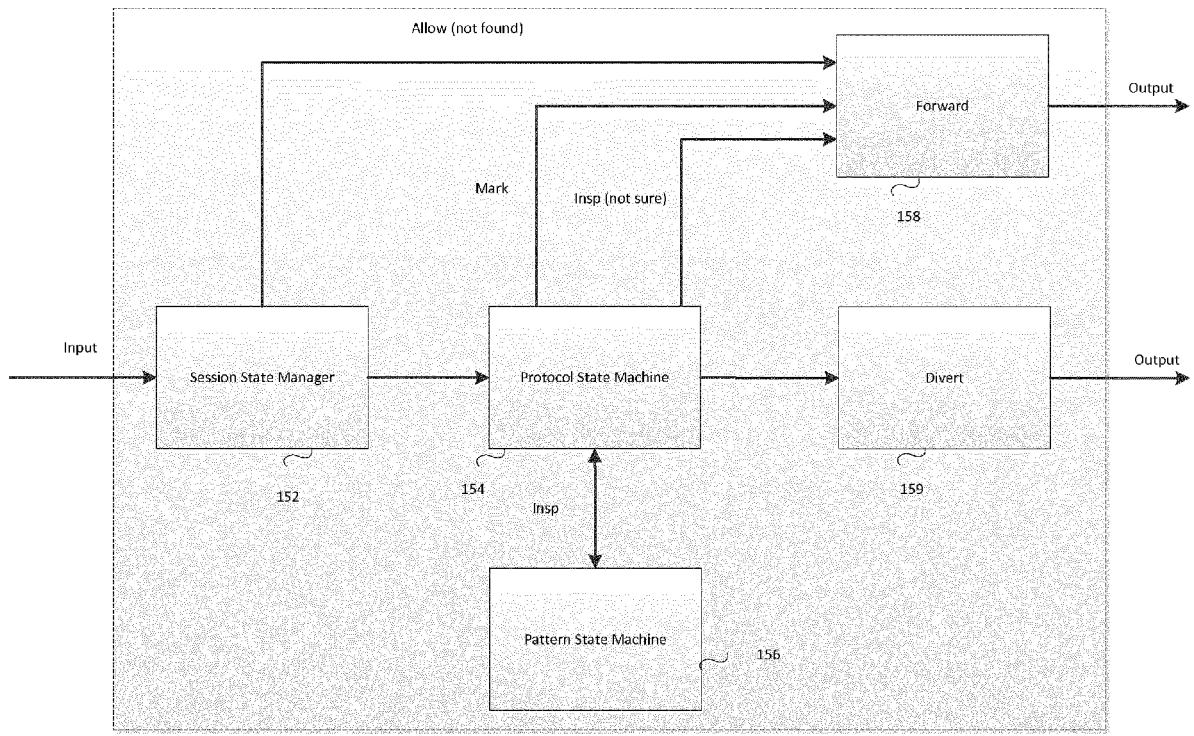 Allow (not found)
Forward
Output
Mark
Insp (not sure)
158
Input
Session State Manager
Protocol State Machine
Divert
Output
152
154
159
Insp
Pattern State Machine
156